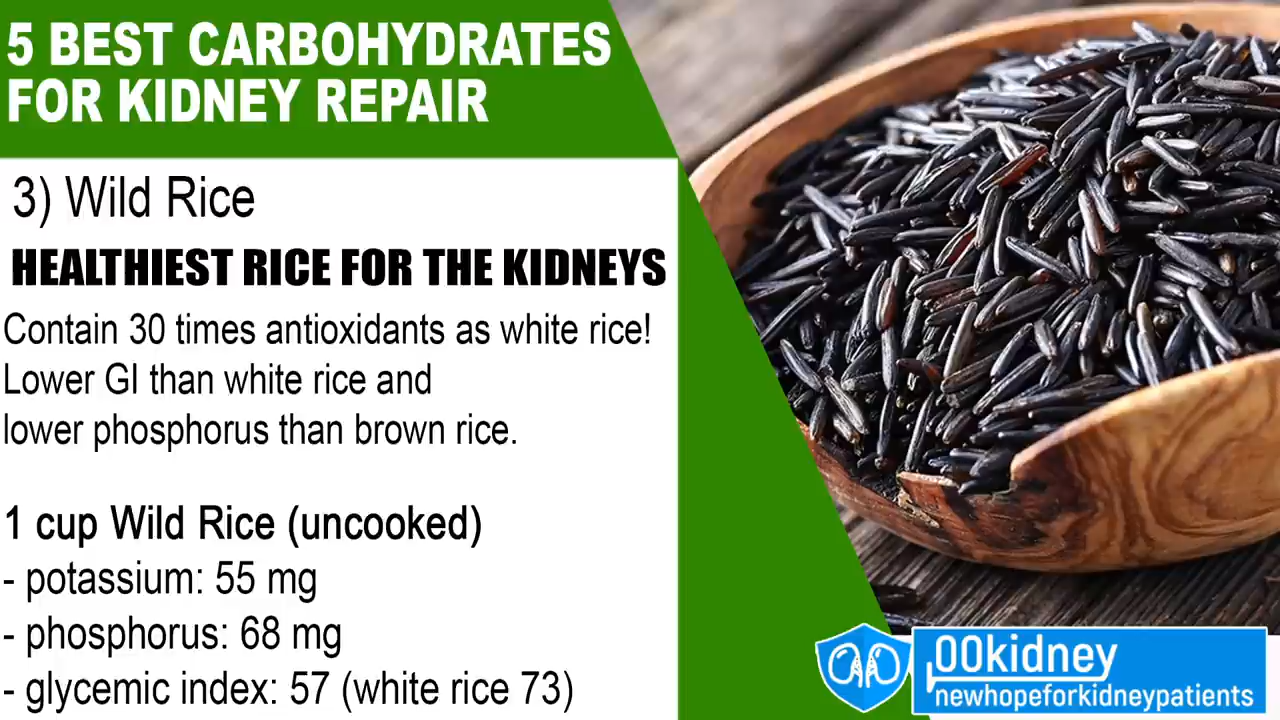 5 BEST CARBOHYDRATES
FOR KIDNEY REPAIR
3) Wild Rice
HEALTHIEST RICE FOR THE KIDNEYS
Contain 30 times antioxidants as white rice!
Lower GI than white rice and
lower phosphorus than brown rice.
1 cup Wild Rice (uncooked)
- potassium: 55 mg
- phosphorus: 68 mg
- glycemic index: 57 (white rice 73)
00kidney
newhopeforkidneypatients